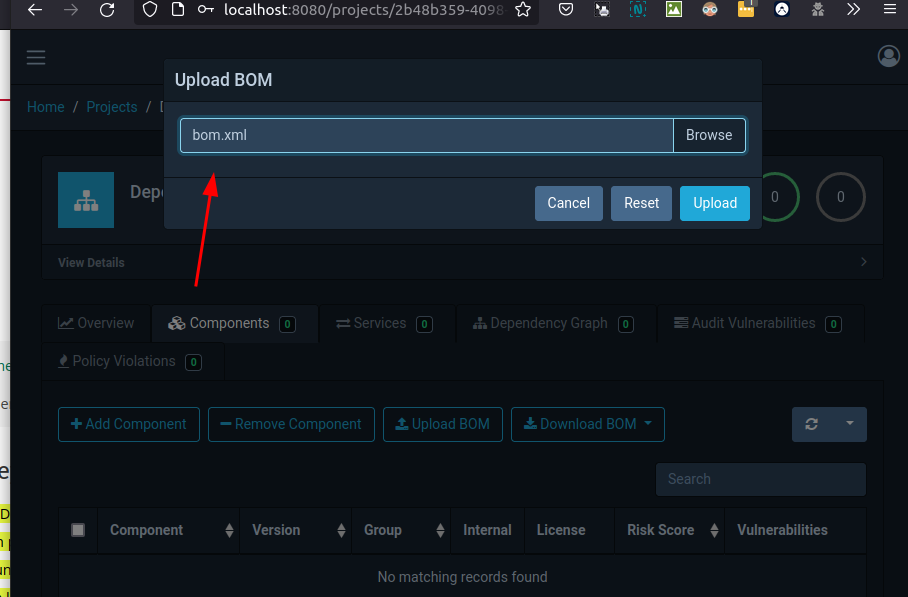 localhost:8080/projects/2b48b359-4098
Upload BOM
Home / Projects /
bom.xml Browse
Cancel Reset Upload
0 0
View Details
Overview Components 0 Services 0 Dependency Graph 0 Audit Vulnerabilities 0
Policy Violations 0
Add Component Remove Component Upload BOM Download BOM
Search
Component Version Group Internal License Risk Score Vulnerabilities
No matching records found